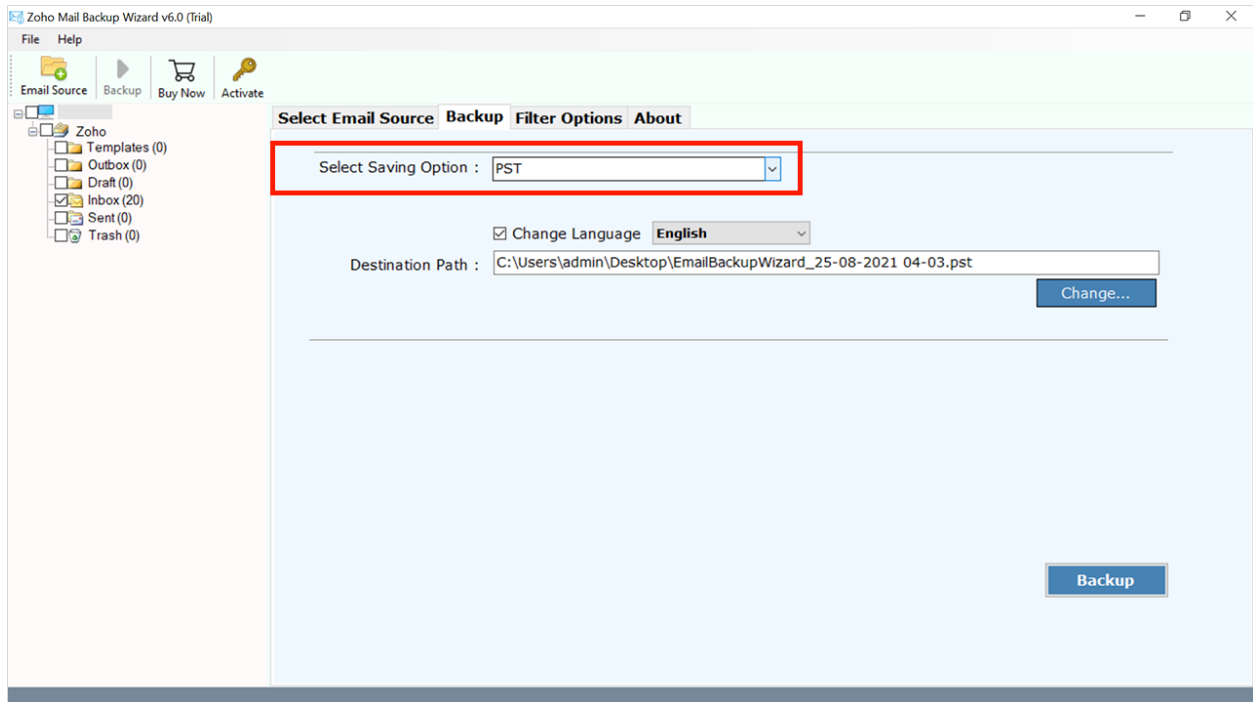 Zoho Mail Backup Wizard v6.0 (Trial)
File Help
Email Source Backup Buy Now Activate
Zoho
Templates (0)
Outbox (0)
Draft (0)
Inbox (20)
Sent (0)
Trash (0)
Select Email Source Backup Filter Options About
Select Saving Option : PST
Change Language English
Destination Path : C:\Users\admin\Desktop\EmailBackupWizard_25-08-2021 04-03.pst
Change...
Backup